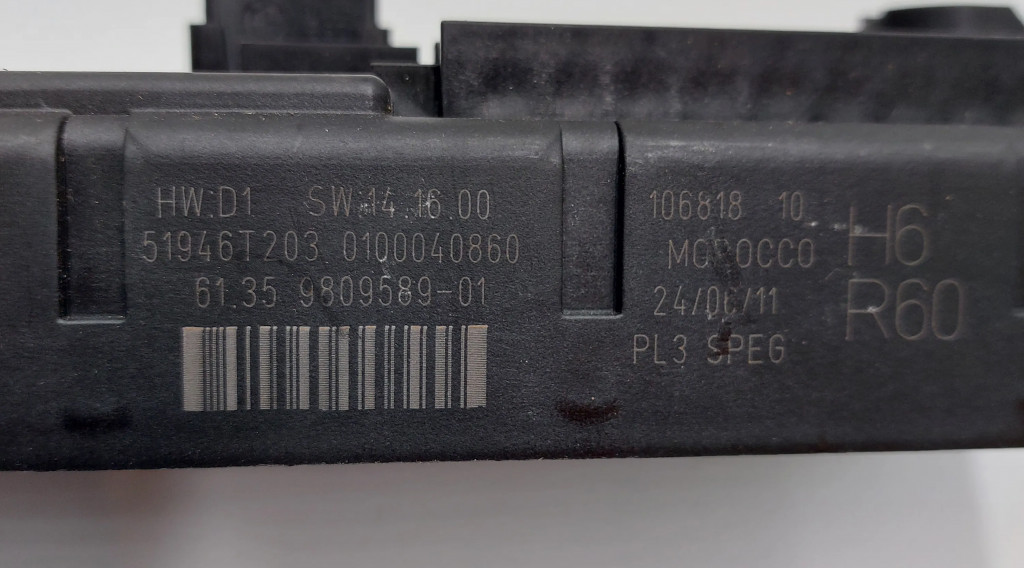 HW:D1 SW:14.16.00
51946T203 0100040860
61.35 9809589-01
106818 10
MOROCCO
24/06/11
PL3 SPEG
H6
R60